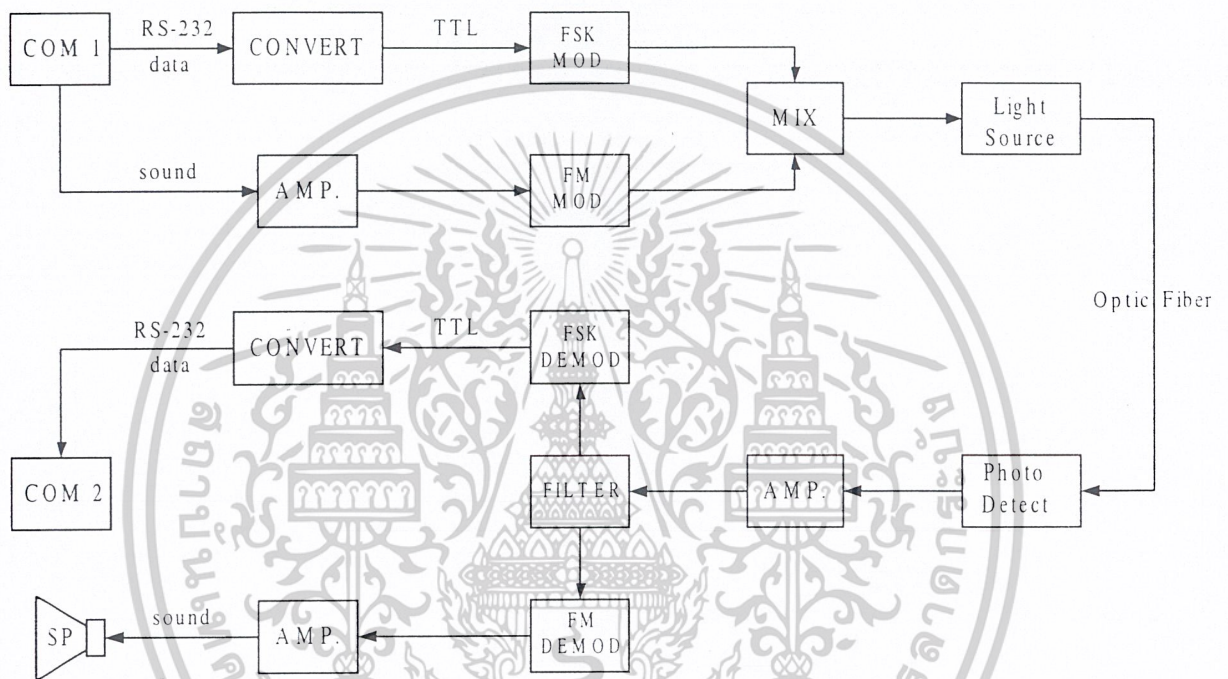 COM 1
RS-232
data
CONVERT
TTL
FSK
MOD
MIX
Light
Source
sound
AMP.
FM
MOD
Optic Fiber
RS-232
data
CONVERT
TTL
FSK
DEMOD
COM 2
FILTER
AMP.
Photo
Detect
SP
sound
AMP.
FM
DEMOD